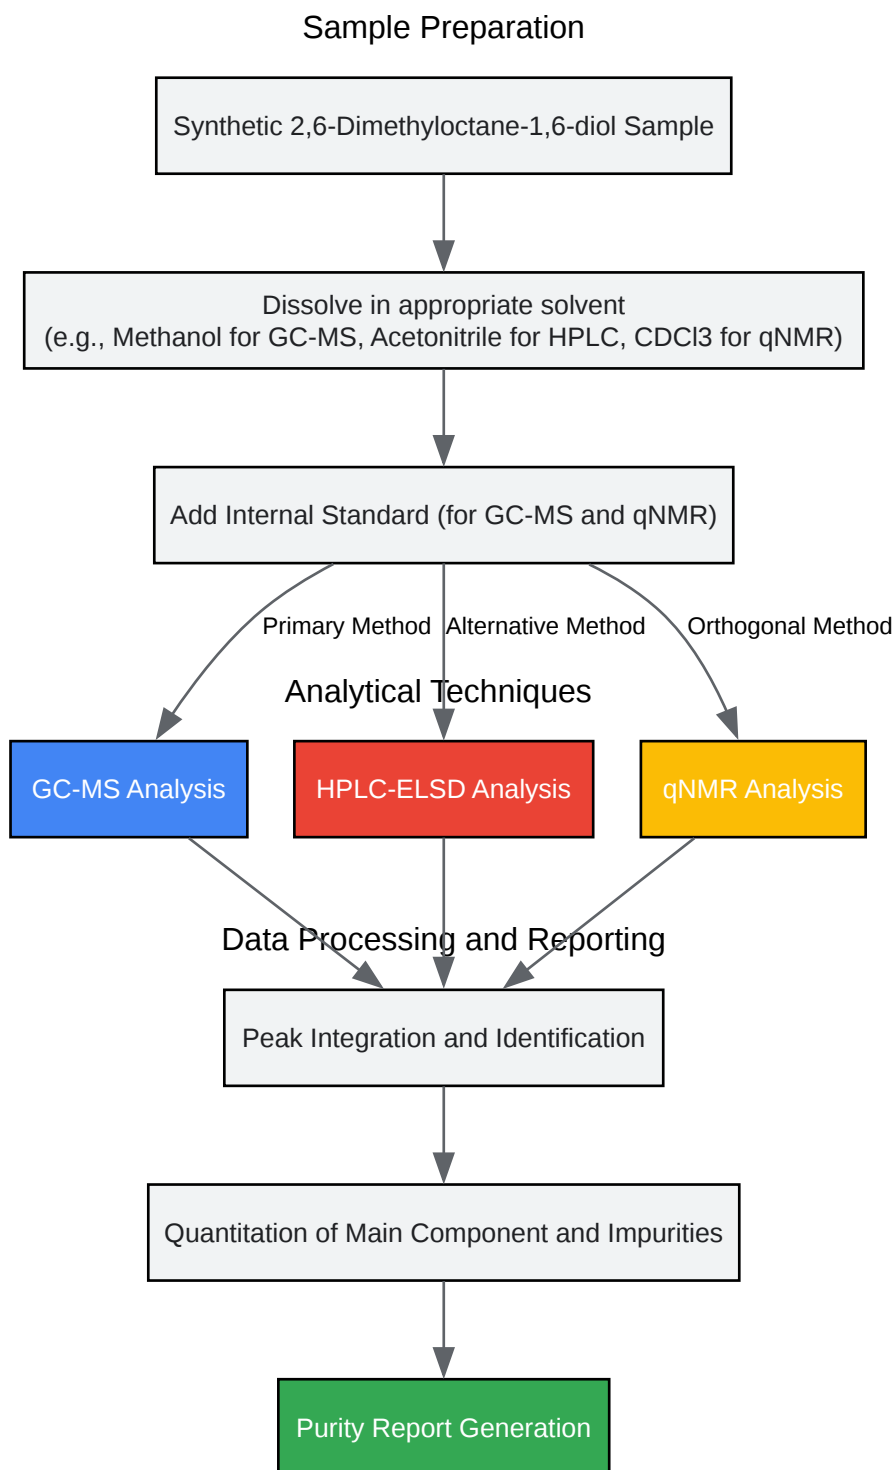 Sample Preparation
Synthetic 2,6-Dimethyloctane-1,6-diol Sample
Dissolve in appropriate solvent
(e.g., Methanol for GC-MS, Acetonitrile for HPLC, CDCl3 for qNMR)
Add Internal Standard (for GC-MS and qNMR)
Primary Method
Alternative Method
Orthogonal Method
Analytical Techniques
GC-MS Analysis
HPLC-ELSD Analysis
qNMR Analysis
Data Processing and Reporting
Peak Integration and Identification
Quantitation of Main Component and Impurities
Purity Report Generation